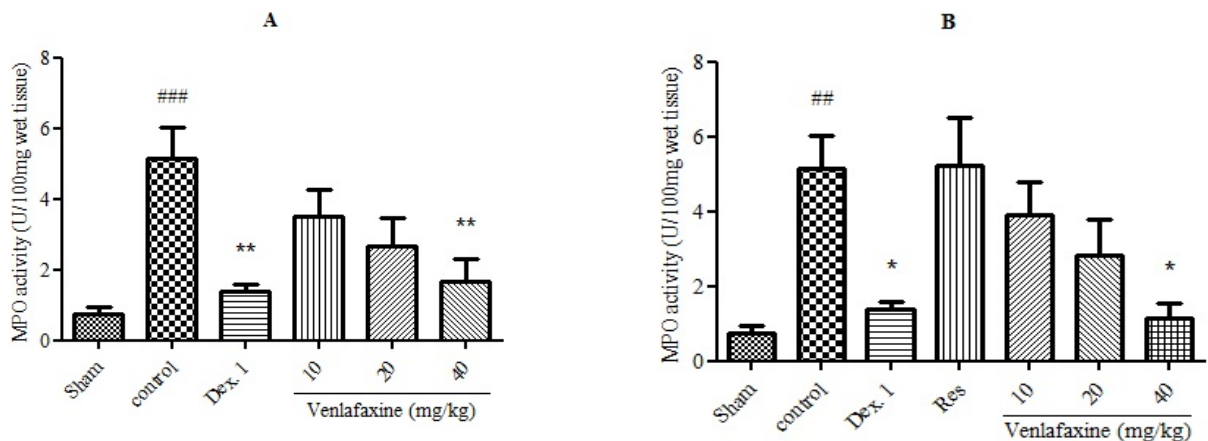 A
MPO activity (U/100mg wet tissue)
8
6
4
2
0
###
**
**
Sham
control
Dex. 1
10
20
40
Venlafaxine (mg/kg)
B
MPO activity (U/100mg wet tissue)
8
6
4
2
0
##
*
*
Sham
control
Dex. 1
Res
10
20
40
Venlafaxine (mg/kg)